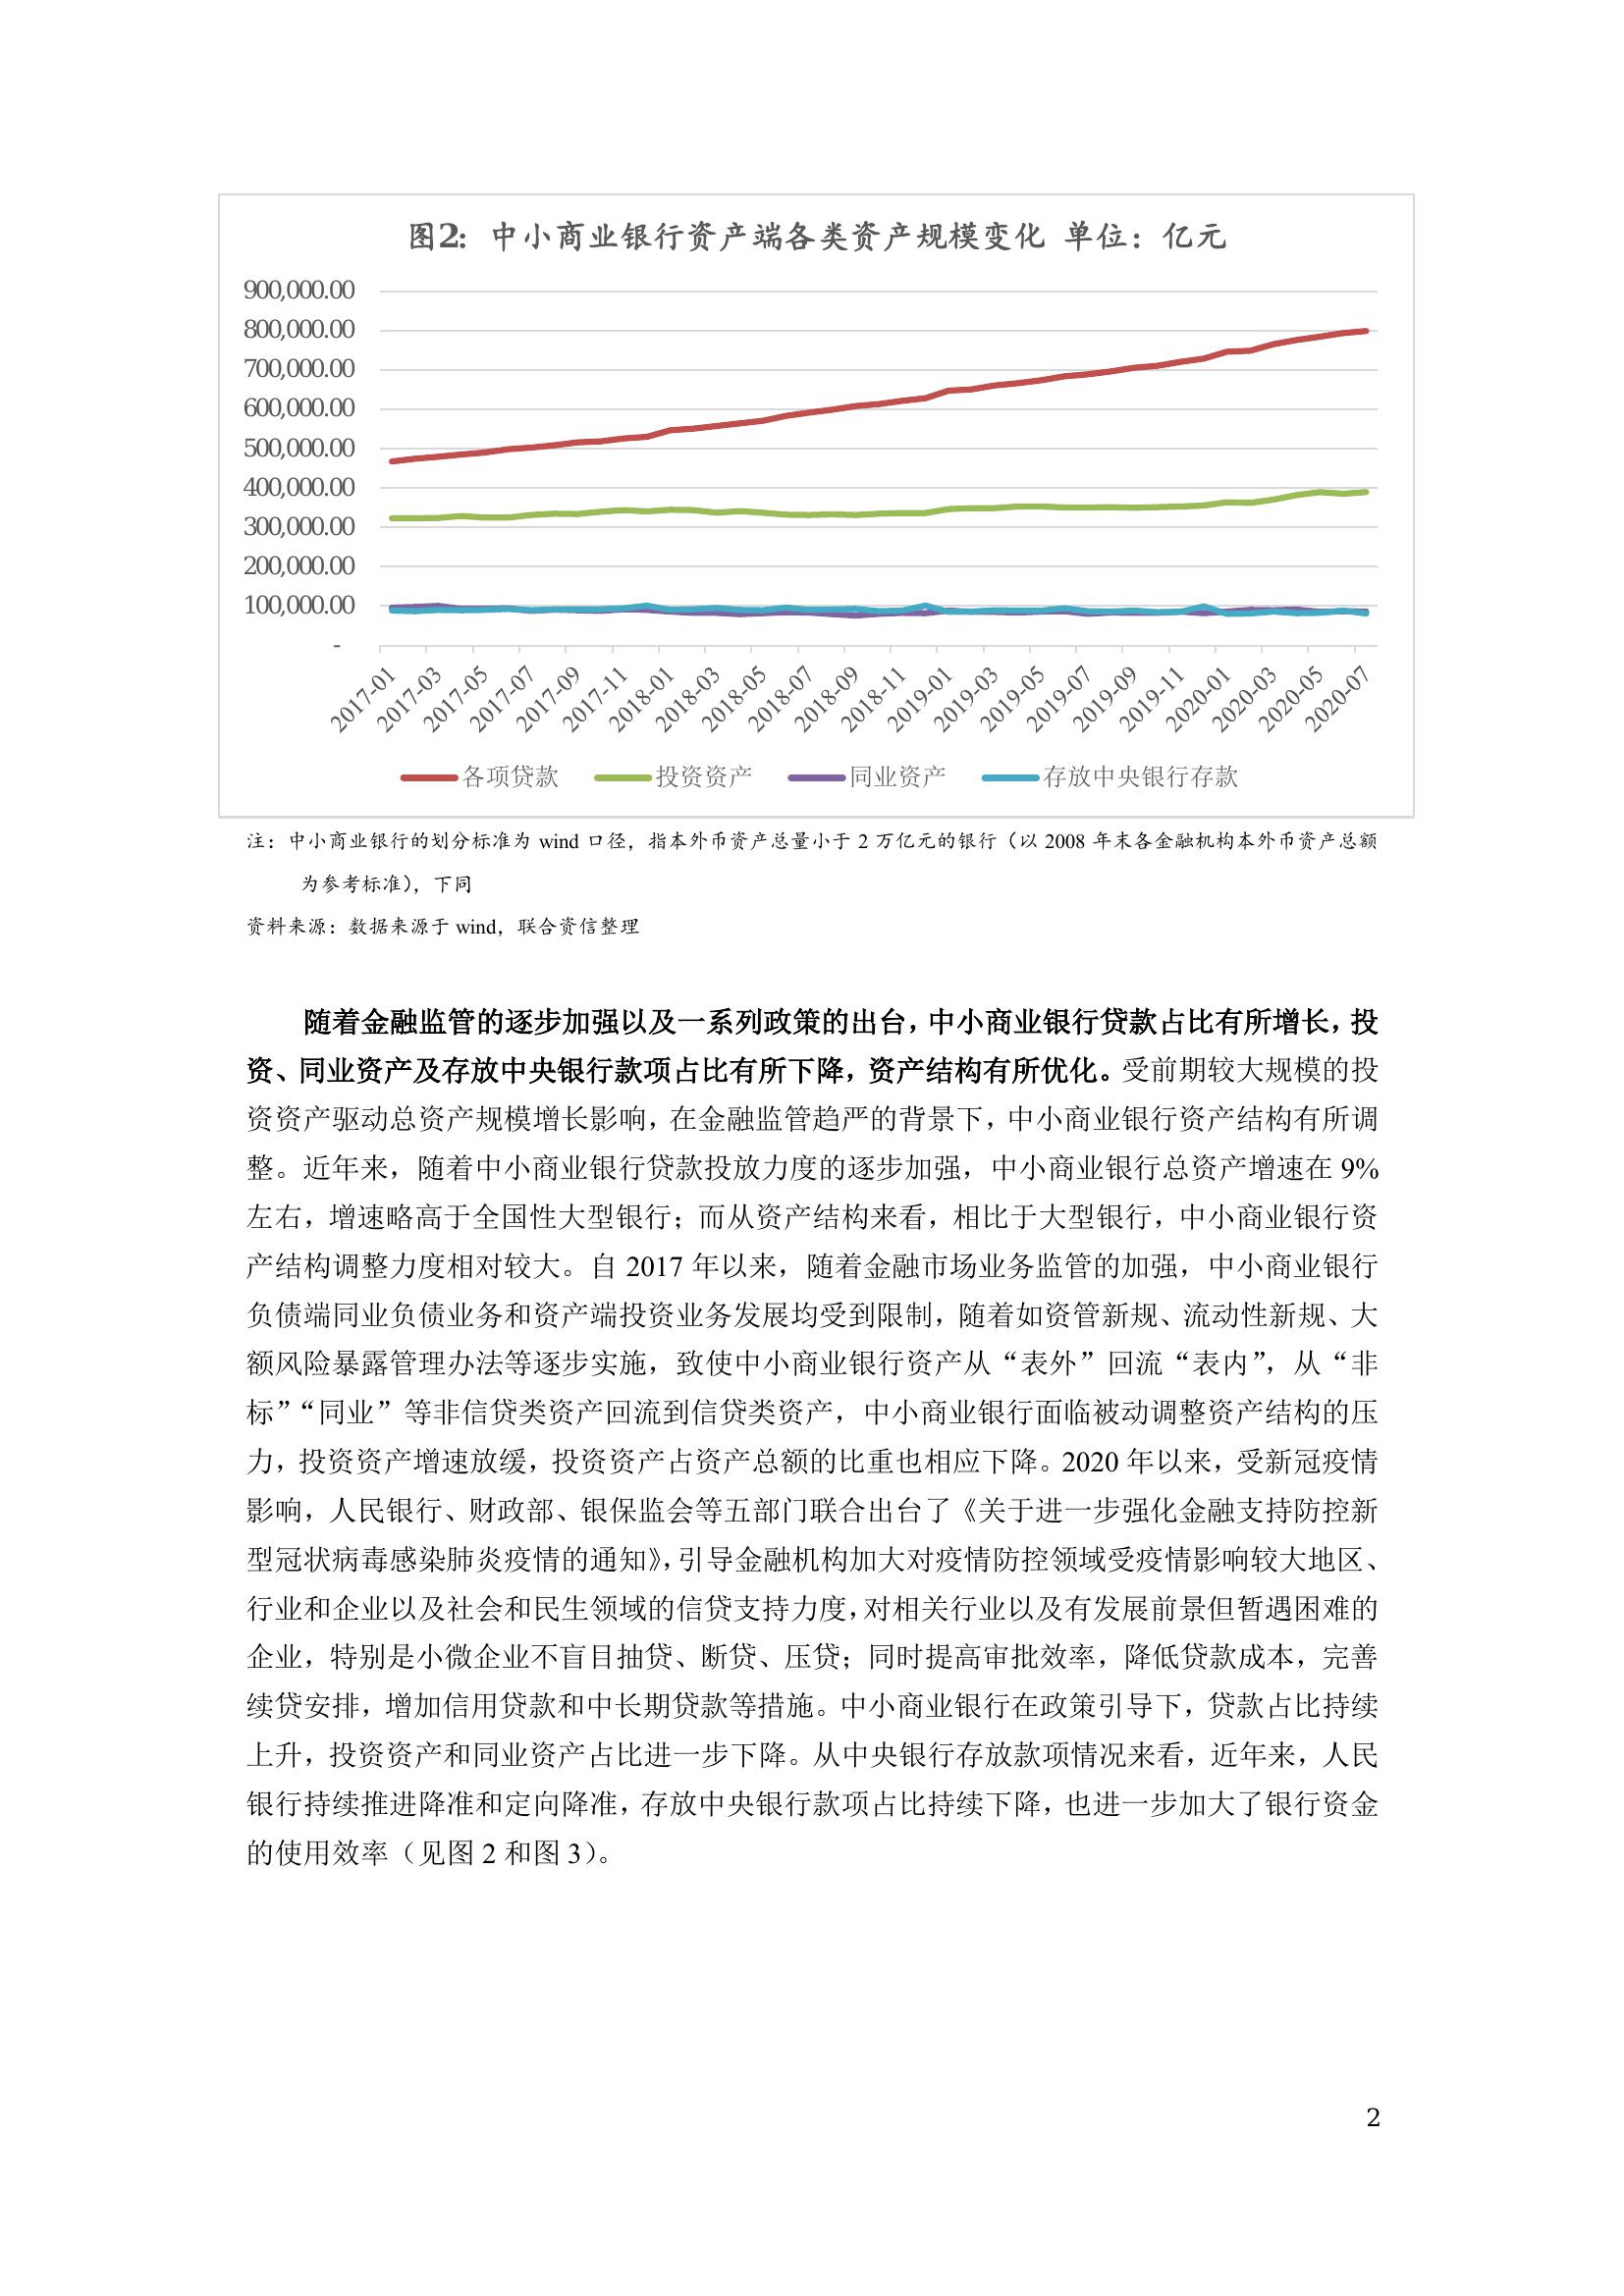 图2：中小商业银行资产端各类资产规模变化 单位：亿元
900,000.00
800,000.00
700,000.00
600,000.00
500,000.00
400,000.00
300,000.00
200,000.00
100,000.00
-
2017-01
2017-03
2017-05
2017-07
2017-09
2017-11
2018-01
2018-03
2018-05
2018-07
2018-09
2018-11
2019-01
2019-03
2019-05
2019-07
2019-09
2019-11
2020-01
2020-03
2020-05
2020-07
各项贷款 投资资产 同业资产 存放中央银行存款
注：中小商业银行的划分标准为 wind 口径，指本外币资产总量小于 2 万亿元的银行（以 2008 年末各金融机构本外币资产总额
为参考标准），下同
资料来源：数据来源于 wind，联合资信整理
随着金融监管的逐步加强以及一系列政策的出台，中小商业银行贷款占比有所增长，投
资、同业资产及存放中央银行款项占比有所下降，资产结构有所优化。受前期较大规模的投
资资产驱动总资产规模增长影响，在金融监管趋严的背景下，中小商业银行资产结构有所调
整。近年来，随着中小商业银行贷款投放力度的逐步加强，中小商业银行总资产增速在 9%
左右，增速略高于全国性大型银行；而从资产结构来看，相比于大型银行，中小商业银行资
产结构调整力度相对较大。自 2017 年以来，随着金融市场业务监管的加强，中小商业银行
负债端同业负债业务和资产端投资业务发展均受到限制，随着如资管新规、流动性新规、大
额风险暴露管理办法等逐步实施，致使中小商业银行资产从“表外”回流“表内”，从“非
标”“同业”等非信贷类资产回流到信贷类资产，中小商业银行面临被动调整资产结构的压
力，投资资产增速放缓，投资资产占资产总额的比重也相应下降。2020 年以来，受新冠疫情
影响，人民银行、财政部、银保监会等五部门联合出台了《关于进一步强化金融支持防控新
型冠状病毒感染肺炎疫情的通知》，引导金融机构加大对疫情防控领域受疫情影响较大地区、
行业和企业以及社会和民生领域的信贷支持力度，对相关行业以及有发展前景但暂遇困难的
企业，特别是小微企业不盲目抽贷、断贷、压贷；同时提高审批效率，降低贷款成本，完善
续贷安排，增加信用贷款和中长期贷款等措施。中小商业银行在政策引导下，贷款占比持续
上升，投资资产和同业资产占比进一步下降。从中央银行存放款项情况来看，近年来，人民
银行持续推进降准和定向降准，存放中央银行款项占比持续下降，也进一步加大了银行资金
的使用效率（见图 2 和图 3）。
2